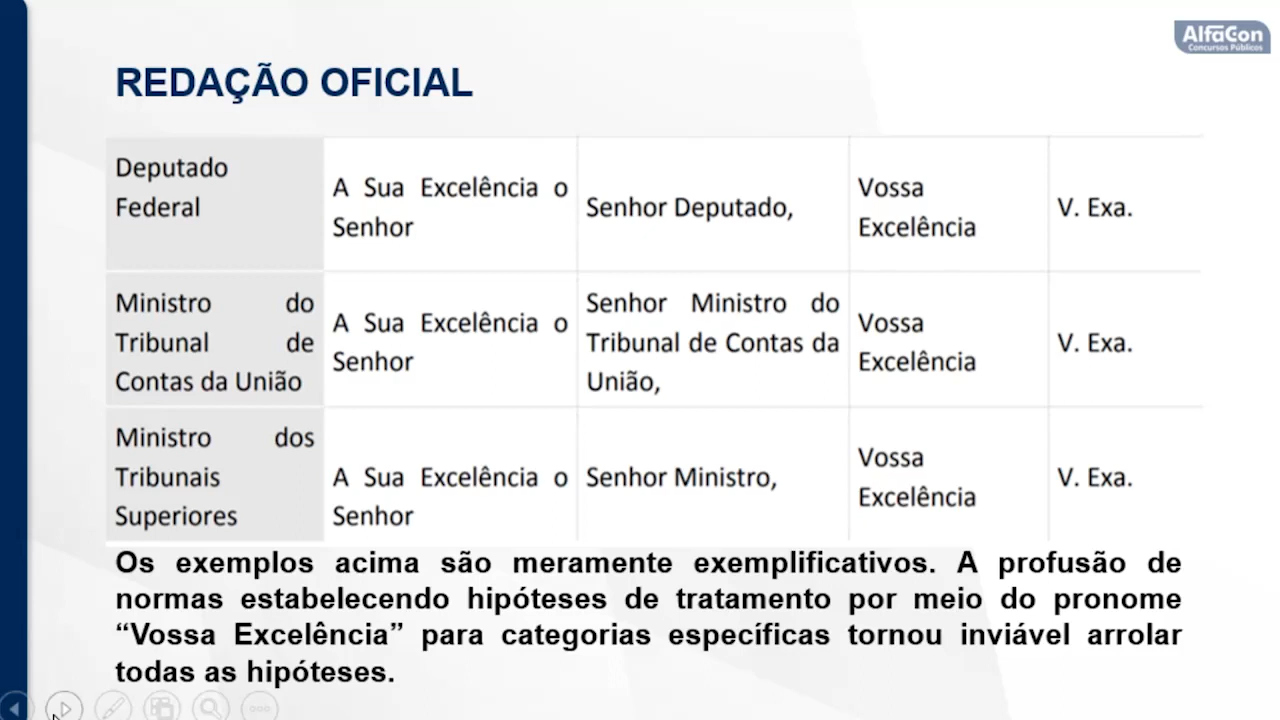 AlfaCon
Concursos Públicos
REDAÇÃO OFICIAL
Deputado
Federal
A Sua Excelência o
Senhor
Senhor Deputado,
Vossa
Excelência
V. Exa.
Ministro do
Tribunal de
Contas da União
A Sua Excelência o
Senhor
Senhor Ministro do
Tribunal de Contas da
União,
Vossa
Excelência
V. Exa.
Ministro dos
Tribunais
Superiores
A Sua Excelência o
Senhor
Senhor Ministro,
Vossa
Excelência
V. Exa.
Os exemplos acima são meramente exemplificativos. A profusão de
normas estabelecendo hipóteses de tratamento por meio do pronome
“Vossa Excelência” para categorias específicas tornou inviável arrolar
todas as hipóteses.